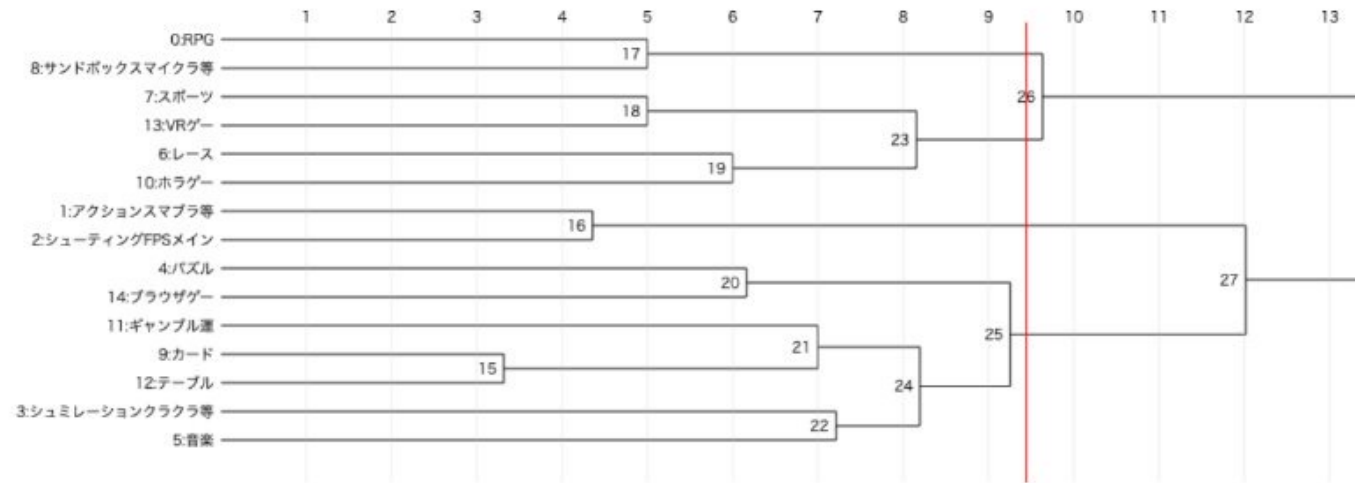 1 2 3 4 5 6 7 8 9 10 11 12 13
0:RPG
17
8:サンドボックスマイクラ等
26
7:スポーツ
18
13:VRゲー
23
6:レース
19
10:ホラゲー
1:アクションスマブラ等
16
2:シューティングFPSメイン
4:パズル
20
27
14:ブラウザゲー
11:ギャンブル運
25
21
9:カード
15
12:テーブル
24
3:シュミレーションクラクラ等
22
5:音楽